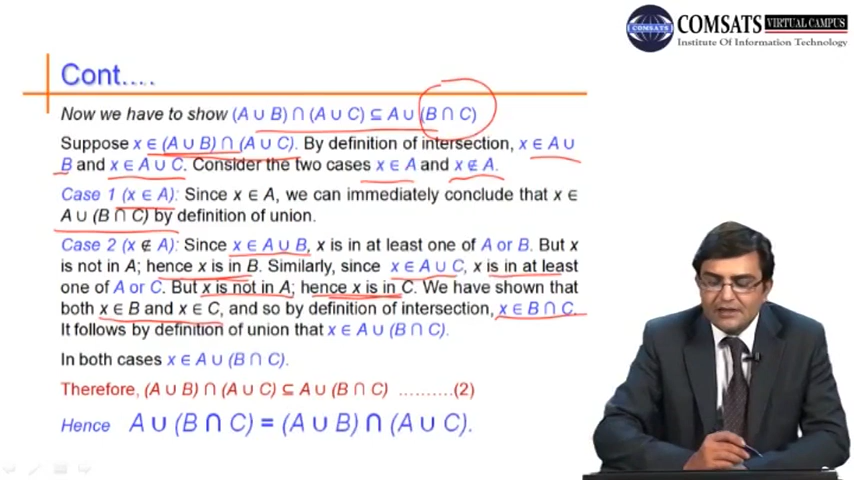 COMSATS VIRTUAL CAMPUS
Institute Of Information Technology
COMSATS
Cont....
Now we have to show (A ∪ B) ∩ (A ∪ C) ⊆ A ∪ (B ∩ C)
Suppose x ∈ (A ∪ B) ∩ (A ∪ C). By definition of intersection, x ∈ A ∪
B and x ∈ A ∪ C. Consider the two cases x ∈ A and x ∉ A.
Case 1 (x ∈ A): Since x ∈ A, we can immediately conclude that x ∈
A ∪ (B ∩ C) by definition of union.
Case 2 (x ∉ A): Since x ∈ A ∪ B, x is in at least one of A or B. But x
is not in A; hence x is in B. Similarly, since x ∈ A ∪ C, x is in at least
one of A or C. But x is not in A; hence x is in C. We have shown that
both x ∈ B and x ∈ C, and so by definition of intersection, x ∈ B ∩ C.
It follows by definition of union that x ∈ A ∪ (B ∩ C).
In both cases x ∈ A ∪ (B ∩ C).
Therefore, (A ∪ B) ∩ (A ∪ C) ⊆ A ∪ (B ∩ C) ..........(2)
Hence A ∪ (B ∩ C) = (A ∪ B) ∩ (A ∪ C).